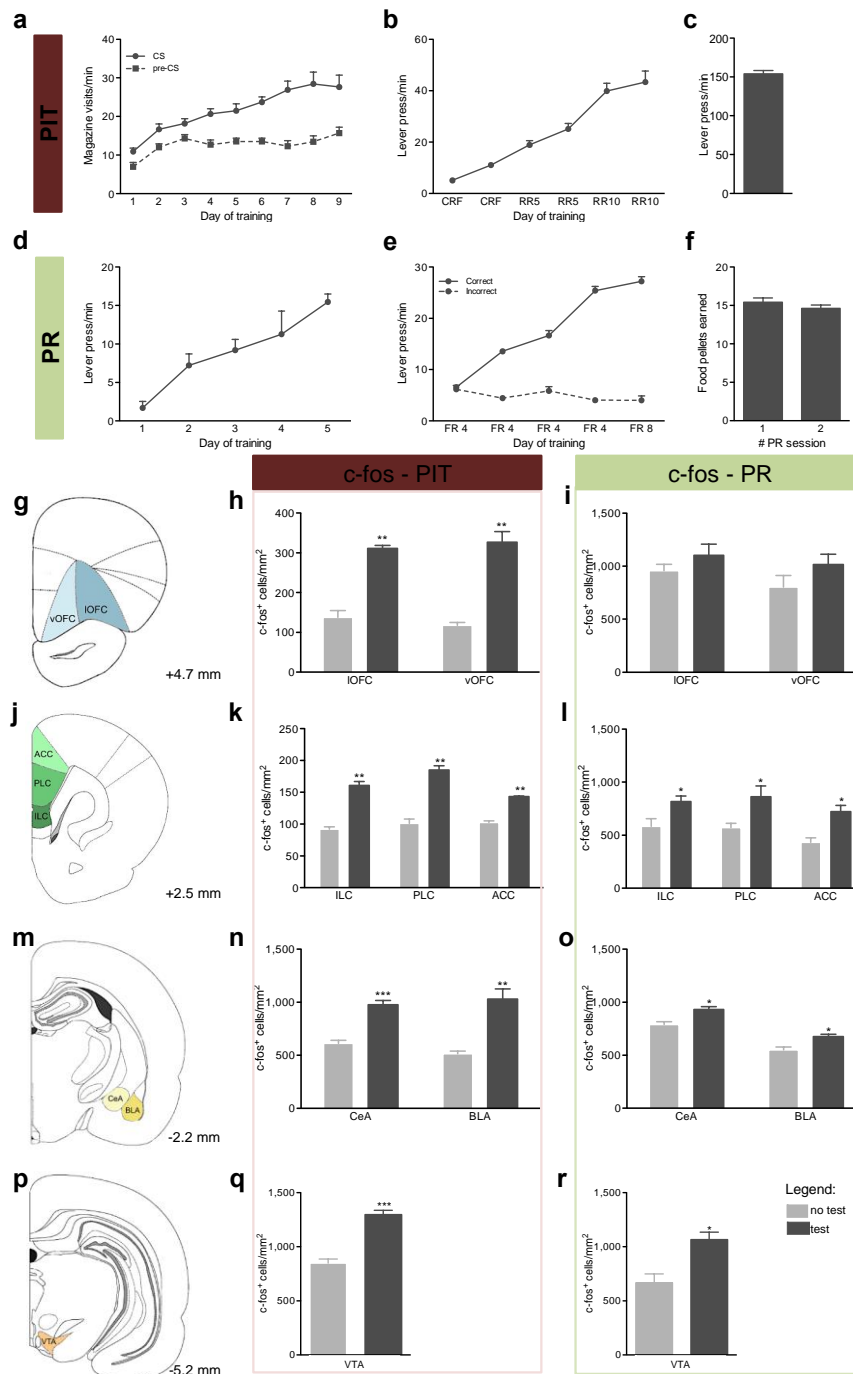 a
b
c
PIT
Magazine visits/min
40
30
20
10
0
CS
pre-CS
1 2 3 4 5 6 7 8 9
Day of training
Lever press/min
60
40
20
0
CRF CRF RR5 RR5 RR10 RR10
Day of training
Lever press/min
200
150
100
50
0
d
e
f
PR
Lever press/min
20
15
10
5
0
1 2 3 4 5
Day of training
Lever press/min
30
20
10
0
Correct
Incorrect
FR 4 FR 4 FR 4 FR 4 FR 8
Day of training
Food pellets earned
20
15
10
5
0
1 2
# PR session
c-fos - PIT
c-fos - PR
g
vOFC
lOFC
+4.7 mm
h
c-fos+ cells/mm2
400
300
200
100
0
** **
lOFC vOFC
i
c-fos+ cells/mm2
1,500
1,000
500
0
lOFC vOFC
j
ACC
PLC
ILC
+2.5 mm
k
c-fos+ cells/mm2
250
200
150
100
50
0
** ** **
ILC PLC ACC
l
c-fos+ cells/mm2
1,500
1,000
500
0
* * *
ILC PLC ACC
m
CeA
BLA
-2.2 mm
n
c-fos+ cells/mm2
1,500
1,000
500
0
*** **
CeA BLA
o
c-fos+ cells/mm2
1,500
1,000
500
0
* *
CeA BLA
p
VTA
-5.2 mm
q
c-fos+ cells/mm2
1,500
1,000
500
0
***
VTA
r
c-fos+ cells/mm2
1,500
1,000
500
0
*
VTA
Legend:
no test
test